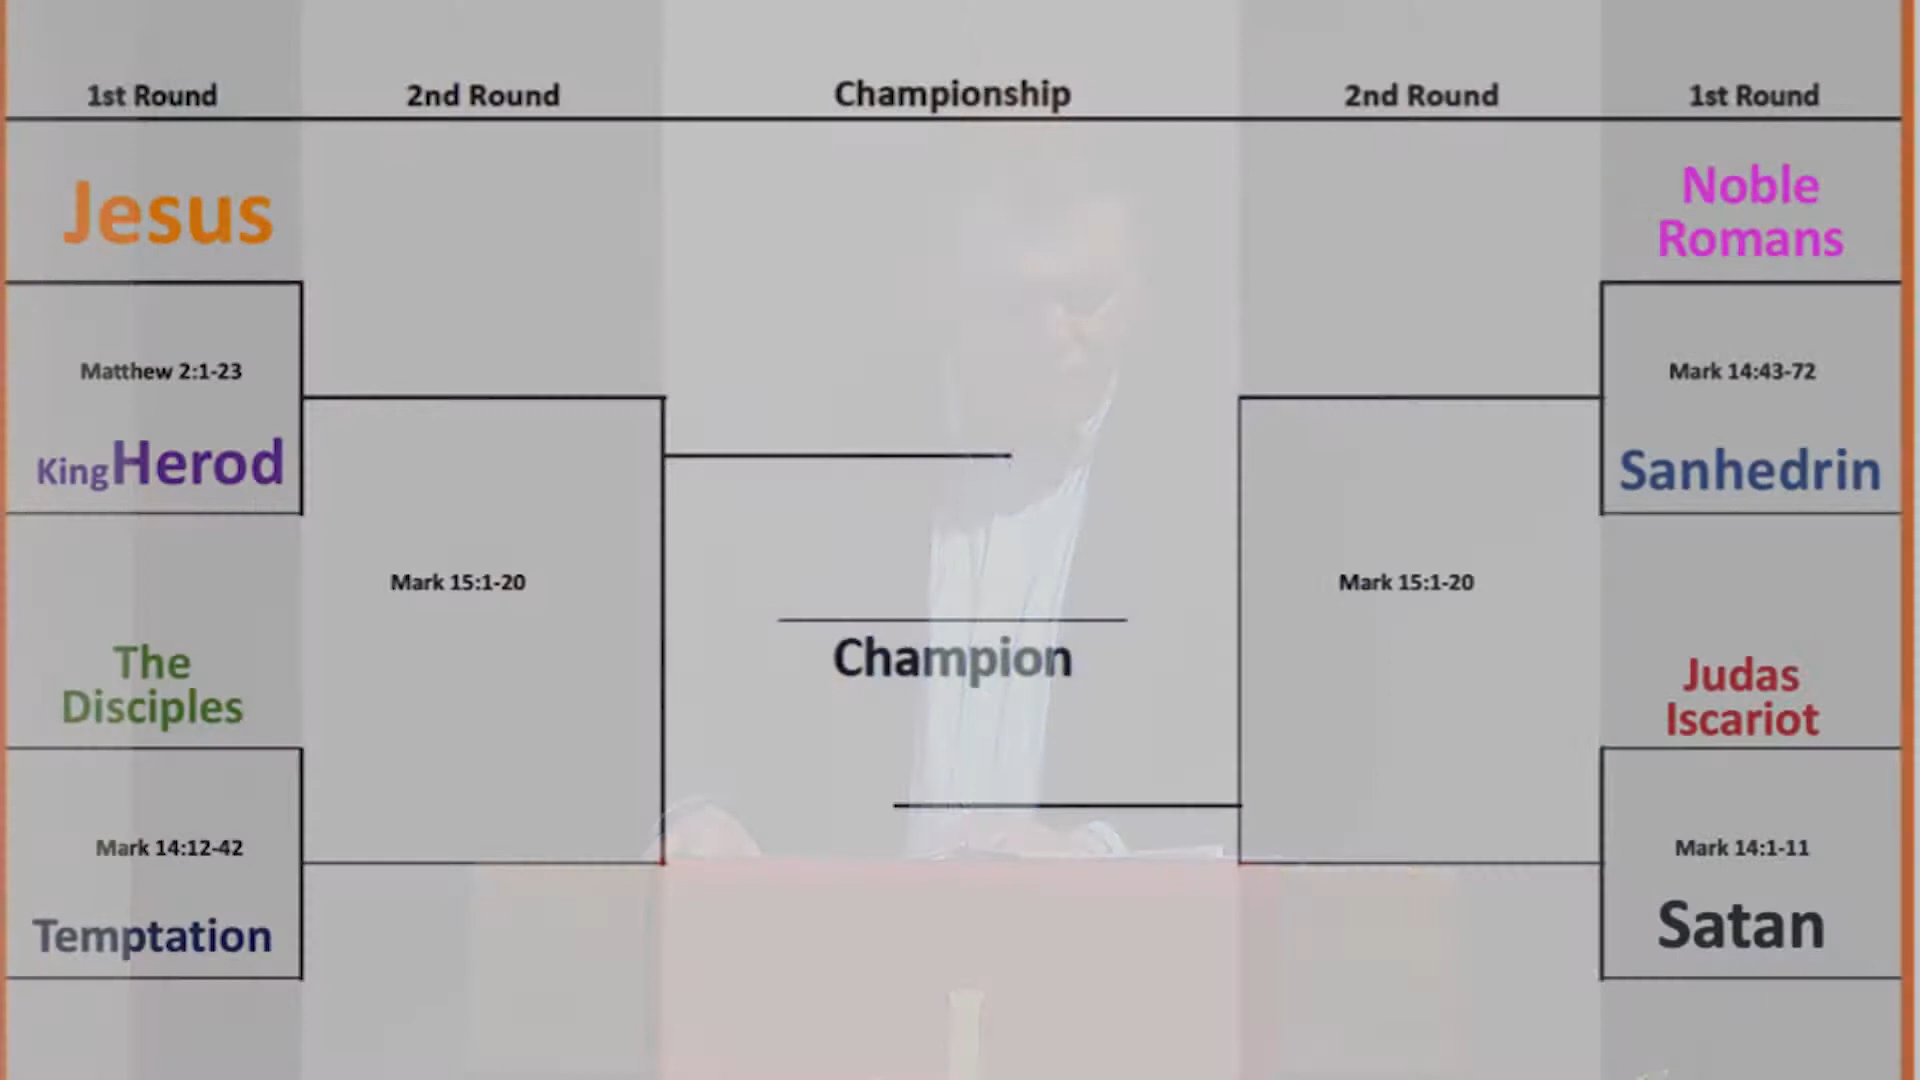 1st Round 2nd Round Championship 2nd Round 1st Round
Jesus
Noble
Romans
Matthew 2:1-23
Mark 14:43-72
King Herod
Sanhedrin
Mark 15:1-20
Mark 15:1-20
The
Disciples
Champion
Judas
Iscariot
Mark 14:12-42
Mark 14:1-11
Temptation
Satan